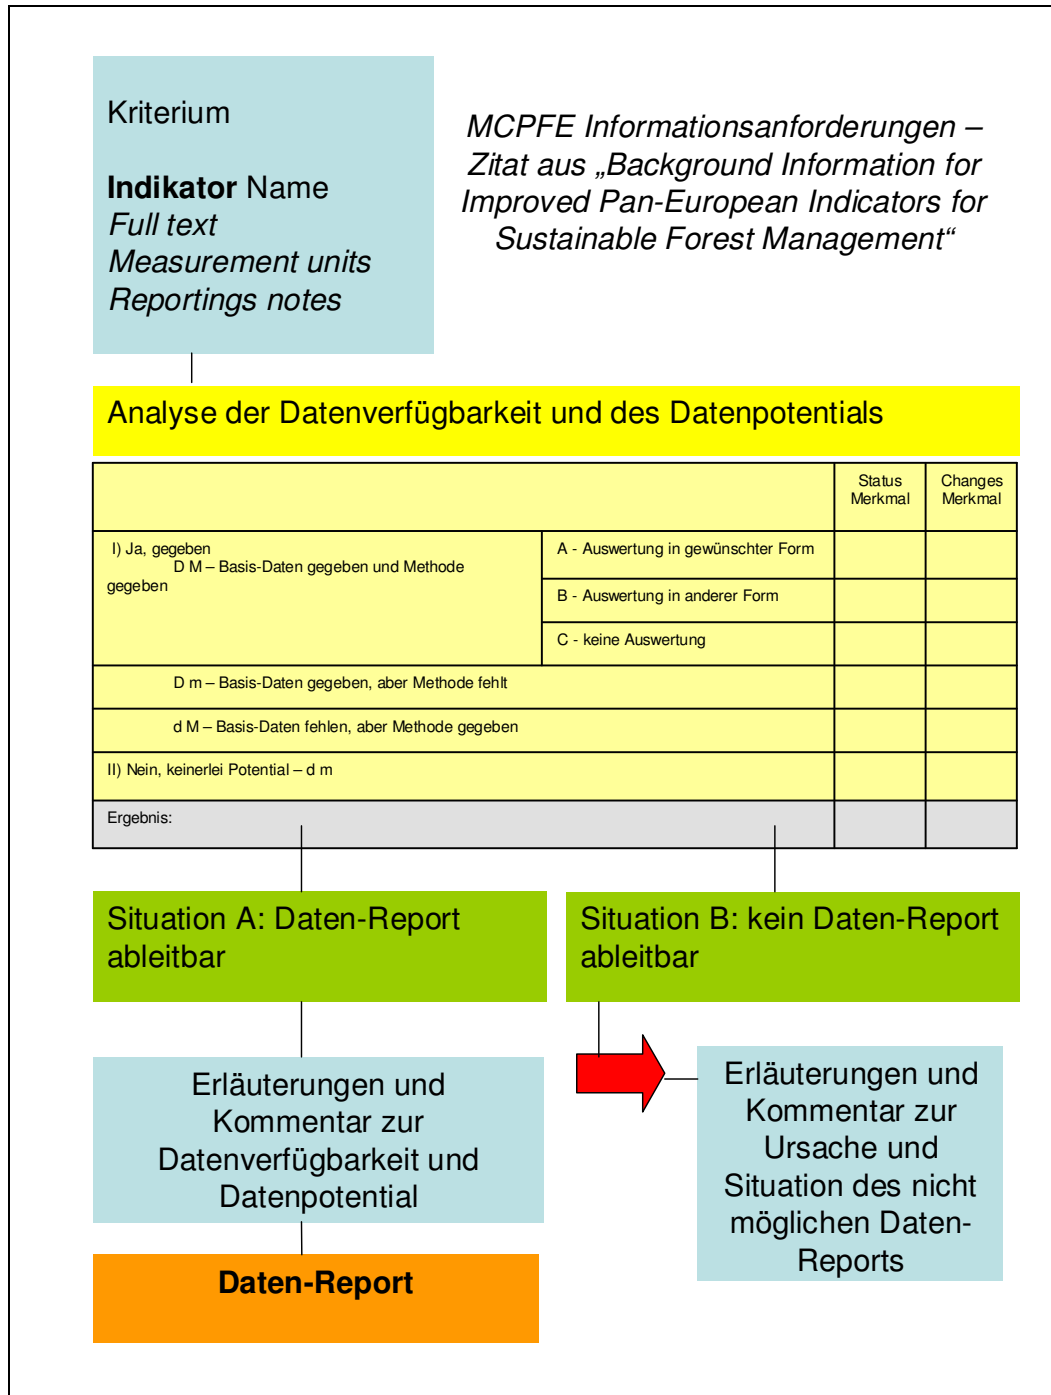 Kriterium
Indikator Name
Full text
Measurement units
Reportings notes
MCPFE Informationsanforderungen –
Zitat aus „Background Information for
Improved Pan-European Indicators for
Sustainable Forest Management“
Analyse der Datenverfügbarkeit und des Datenpotentials
Status
Merkmal
Changes
Merkmal
I) Ja, gegeben
D M – Basis-Daten gegeben und Methode
gegeben
A - Auswertung in gewünschter Form
B - Auswertung in anderer Form
C - keine Auswertung
D m – Basis-Daten gegeben, aber Methode fehlt
d M – Basis-Daten fehlen, aber Methode gegeben
II) Nein, keinerlei Potential – d m
Ergebnis:
Situation A: Daten-Report
ableitbar
Situation B: kein Daten-Report
ableitbar
Erläuterungen und
Kommentar zur
Datenverfügbarkeit und
Datenpotential
Erläuterungen und
Kommentar zur
Ursache und
Situation des nicht
möglichen Daten-
Reports
Daten-Report